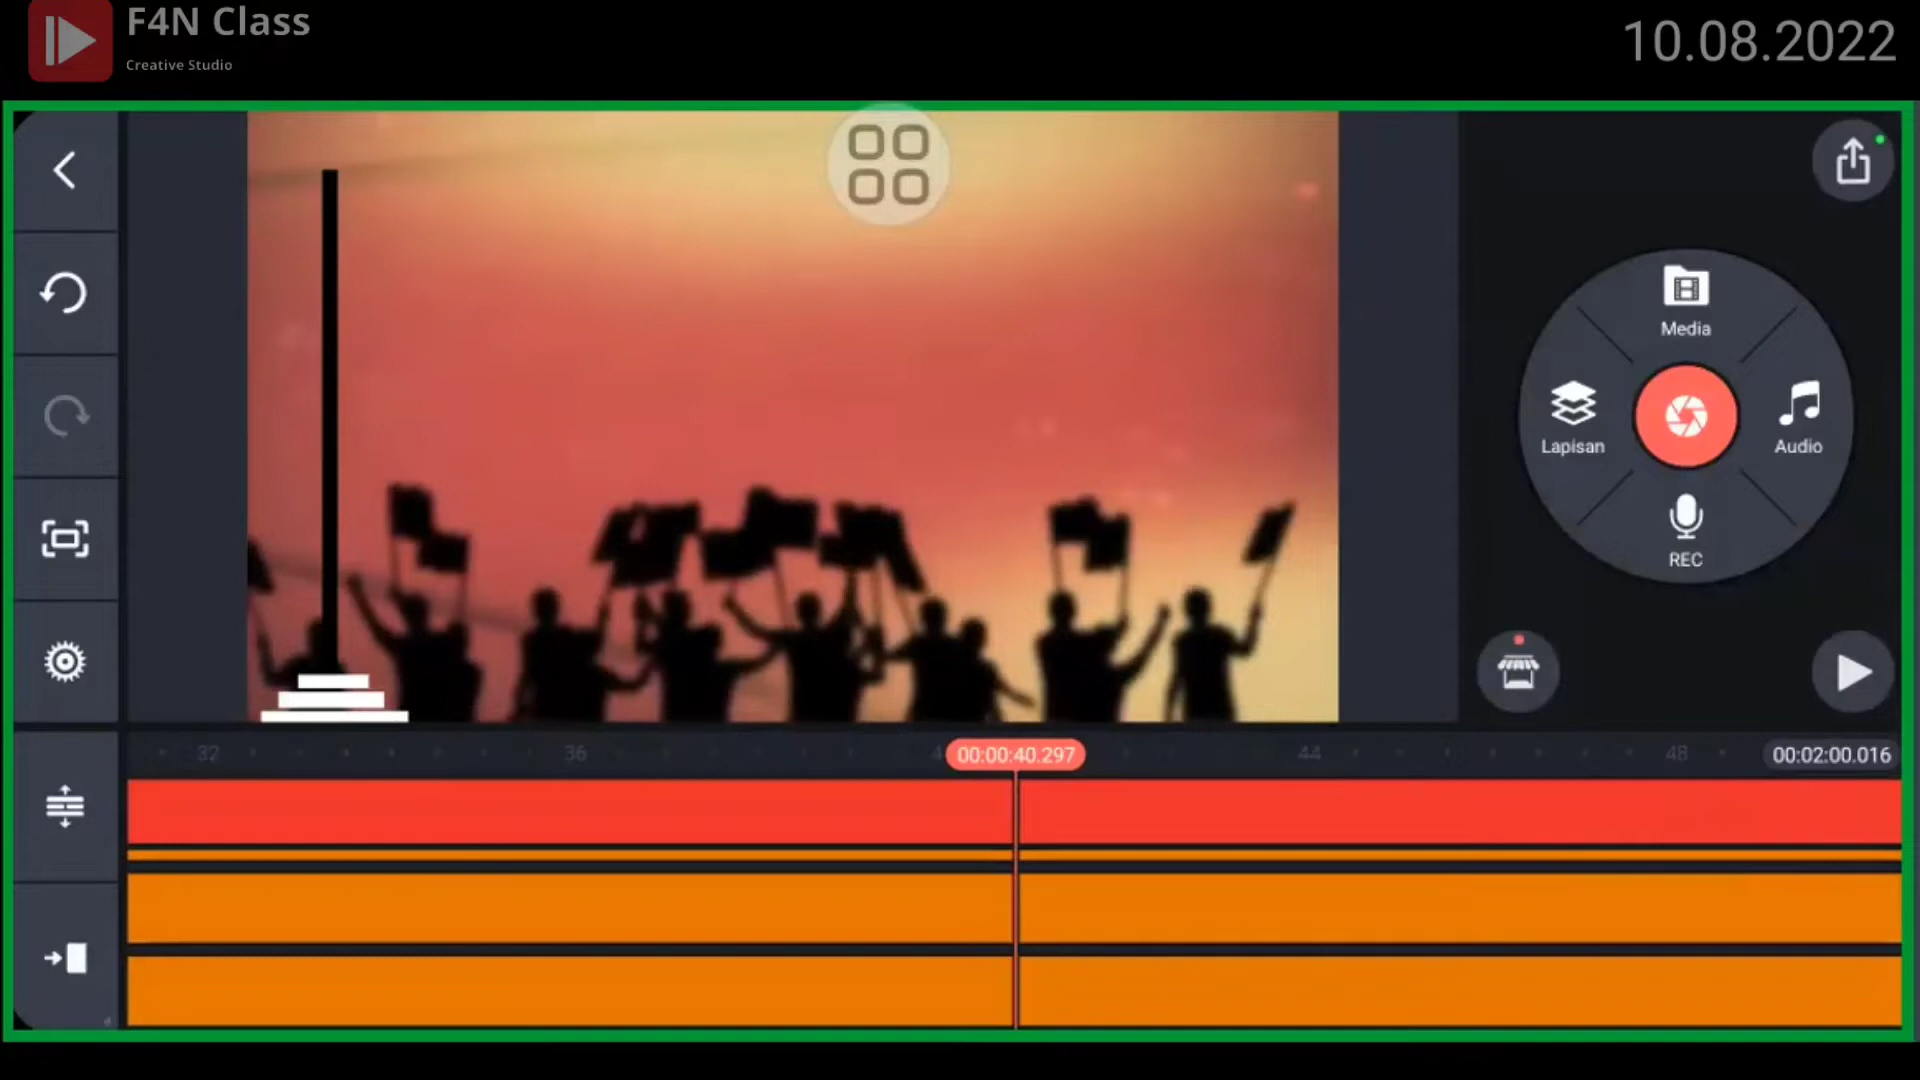 F4N Class
Creative Studio
10.08.2022
Media
Lapisan
Audio
REC
32
36
00:00:40.297
44
48
00:02:00.016